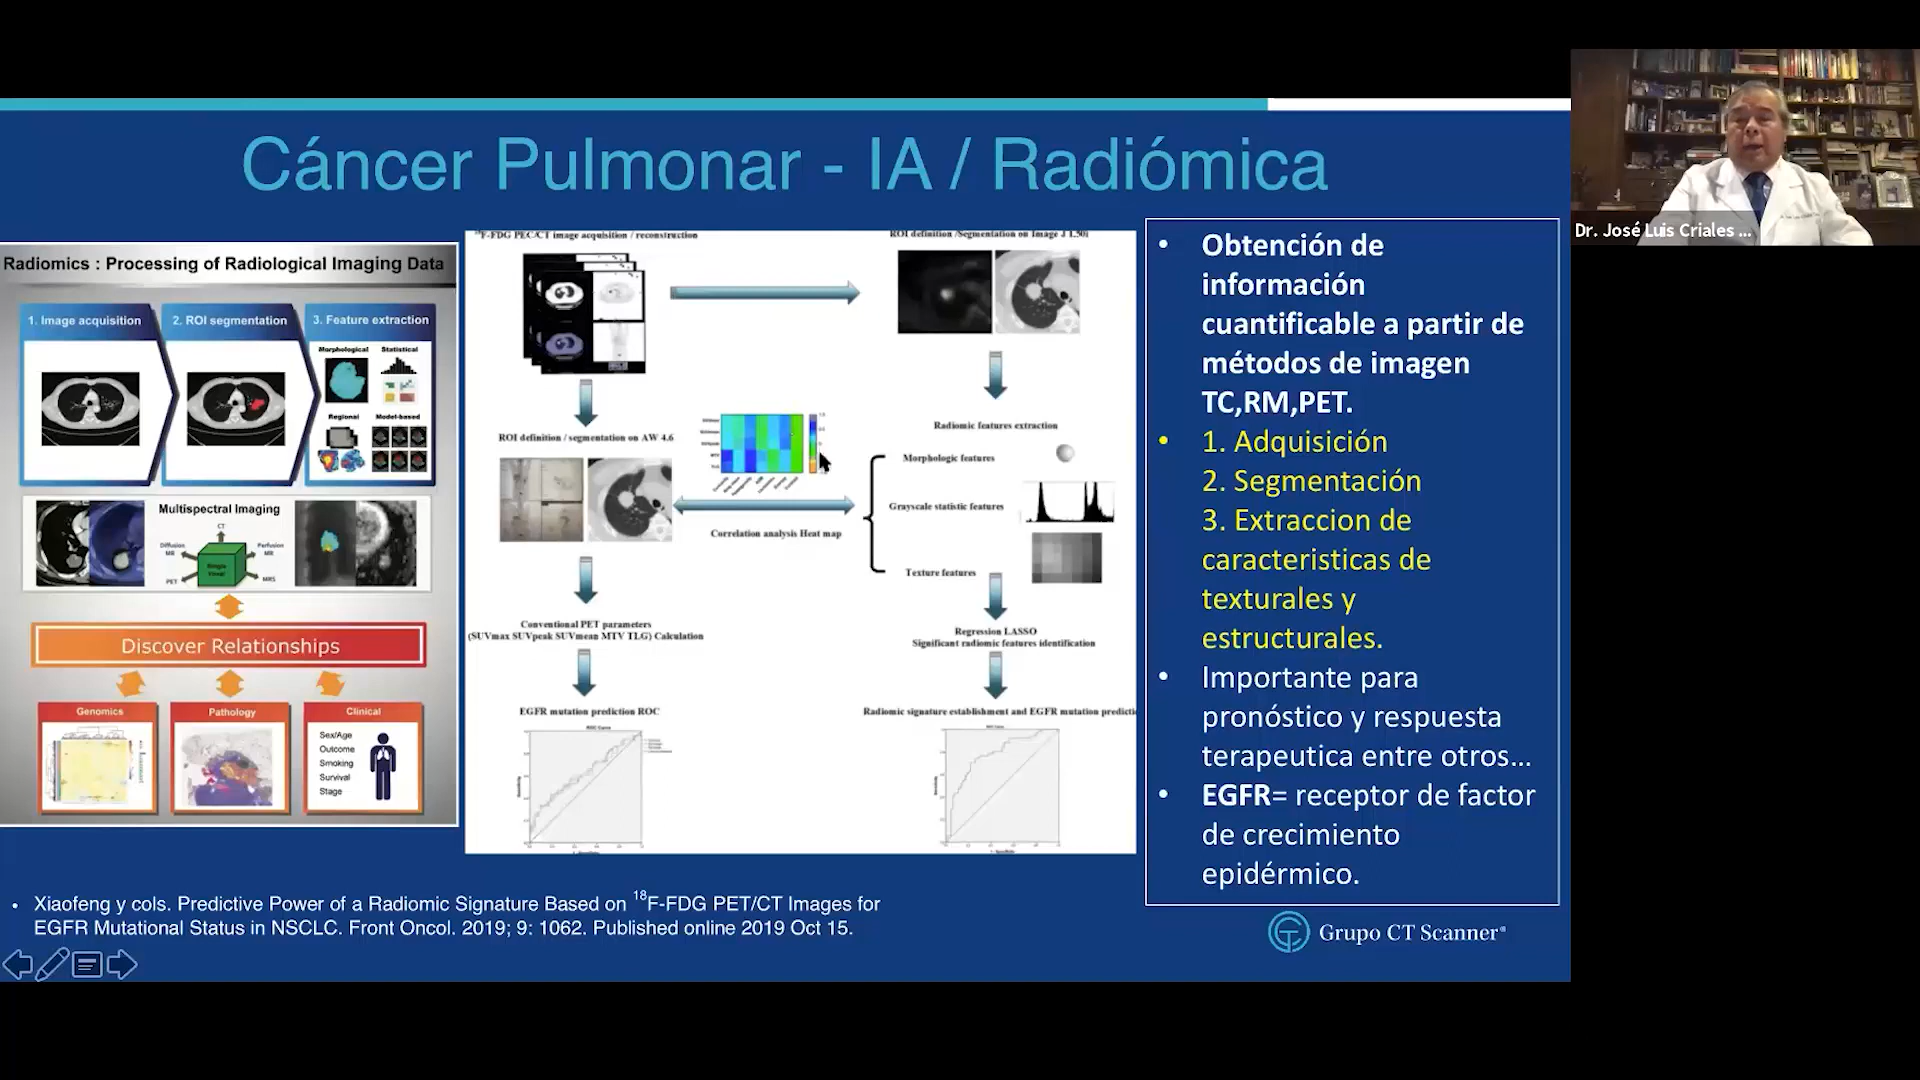 Cáncer Pulmonar - IA / Radiómica
Dr. José Luis Criales ...
Radiomics : Processing of Radiological Imaging Data
1. Image acquisition
2. ROI segmentation
3. Feature extraction
Morphological
Statistical
Regional
Model-based
Multispectral Imaging
CT
Diffusion
MR
Perfusion
MR
PET
MRS
Single
Voxel
Discover Relationships
Genomics
Pathology
Clinical
Sex/Age
Outcome
Smoking
Survival
Stage
18F-FDG PEC/CT image acquisition / reconstruction
ROI definition /Segmentation on Image J 1.50i
ROI definition / segmentation on AW 4.6
Radiomic features extraction
Morphologic features
Grayscale statistic features
Texture features
Correlation analysis Heat map
Conventional PET parameters
(SUVmax SUVpeak SUVmean MTV TLG) Calculation
Regression LASSO
Significant radiomic features identification
EGFR mutation prediction ROC
Radiomic signature establishment and EGFR mutation predictio
• Obtención de
información
cuantificable a partir de
métodos de imagen
TC,RM,PET.
• 1. Adquisición
2. Segmentación
3. Extraccion de
caracteristicas de
texturales y
estructurales.
• Importante para
pronóstico y respuesta
terapeutica entre otros...
• EGFR= receptor de factor
de crecimiento
epidérmico.
• Xiaofeng y cols. Predictive Power of a Radiomic Signature Based on 18F-FDG PET/CT Images for
EGFR Mutational Status in NSCLC. Front Oncol. 2019; 9: 1062. Published online 2019 Oct 15.
Grupo CT Scanner